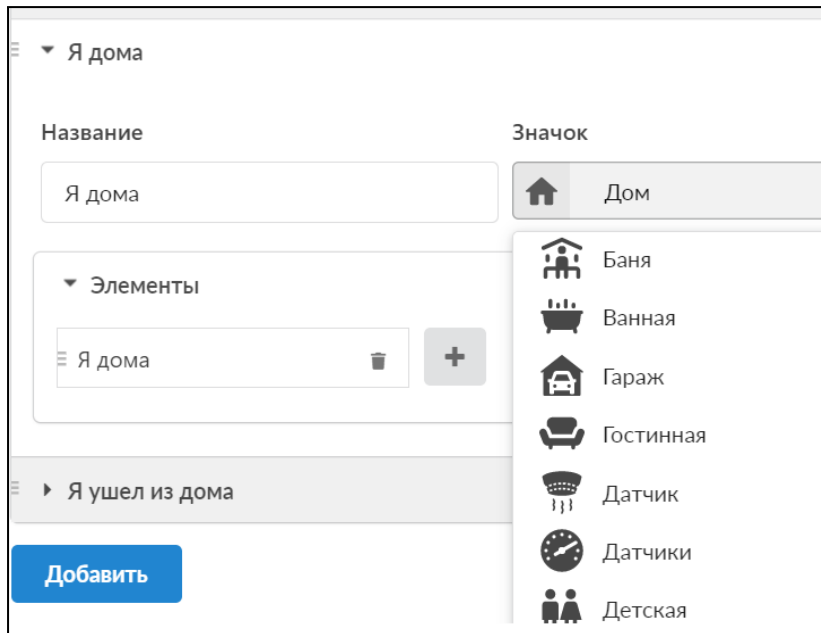 Я дома
Название
Значок
Я дома
Дом
Элементы
Я дома
Я ушел из дома
Добавить
Баня
Ванная
Гараж
Гостинная
Датчик
Датчики
Детская